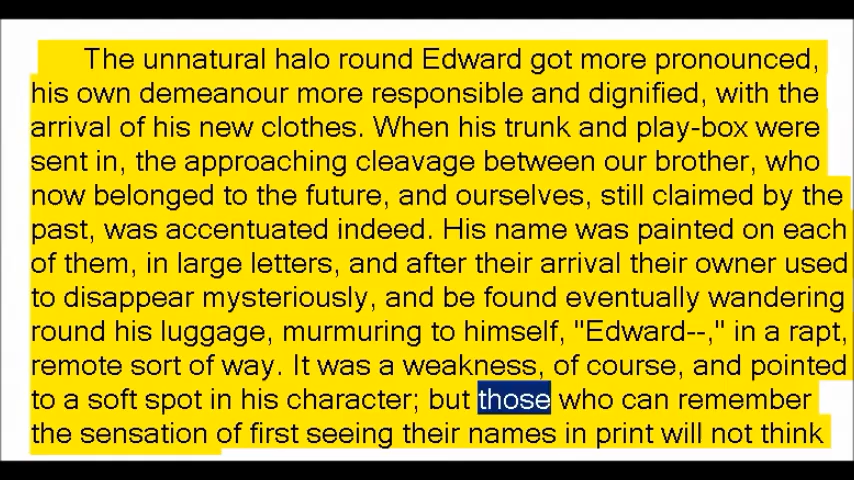 The unnatural halo round Edward got more pronounced,
his own demeanour more responsible and dignified, with the
arrival of his new clothes. When his trunk and play-box were
sent in, the approaching cleavage between our brother, who
now belonged to the future, and ourselves, still claimed by the
past, was accentuated indeed. His name was painted on each
of them, in large letters, and after their arrival their owner used
to disappear mysteriously, and be found eventually wandering
round his luggage, murmuring to himself, "Edward--," in a rapt,
remote sort of way. It was a weakness, of course, and pointed
to a soft spot in his character; but those who can remember
the sensation of first seeing their names in print will not think